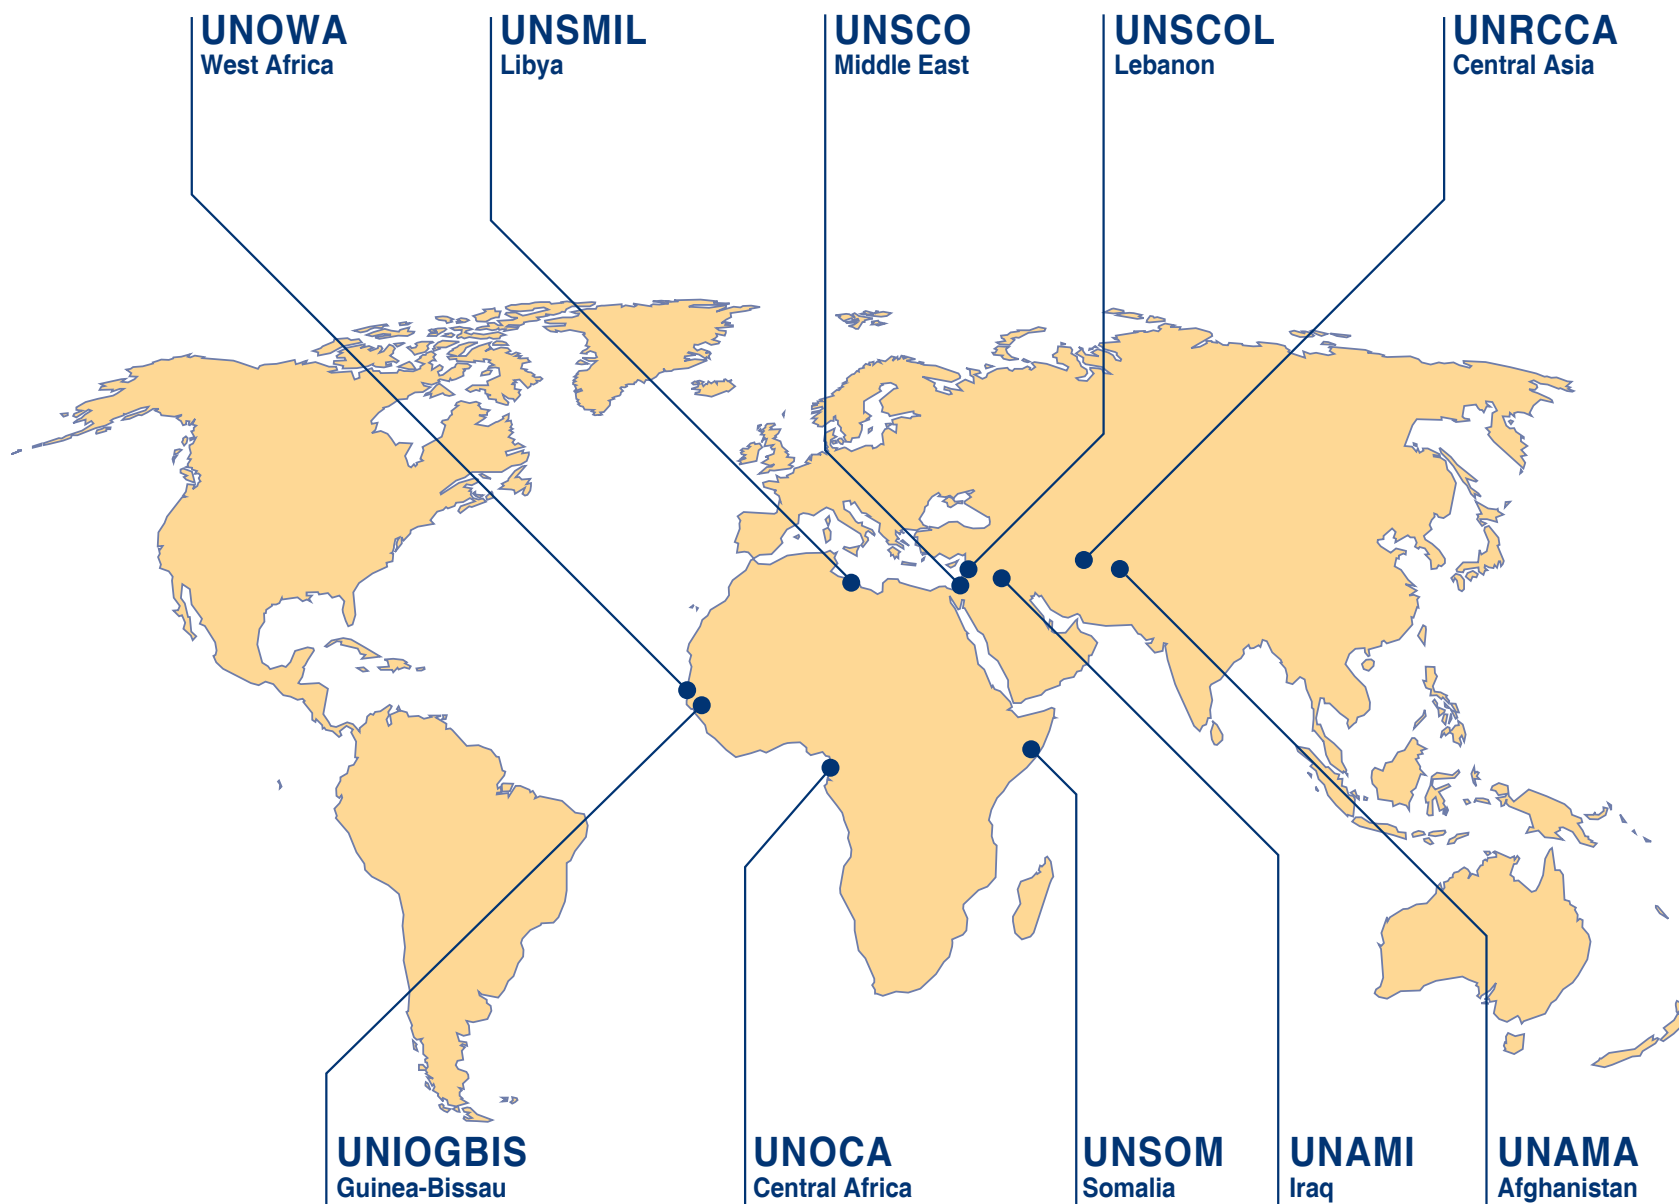 UNOWA
West Africa
UNSMIL
Libya
UNSCO
Middle East
UNSCOL
Lebanon
UNRCCA
Central Asia
UNIOGBIS
Guinea-Bissau
UNOCA
Central Africa
UNSOM
Somalia
UNAMI
Iraq
UNAMA
Afghanistan